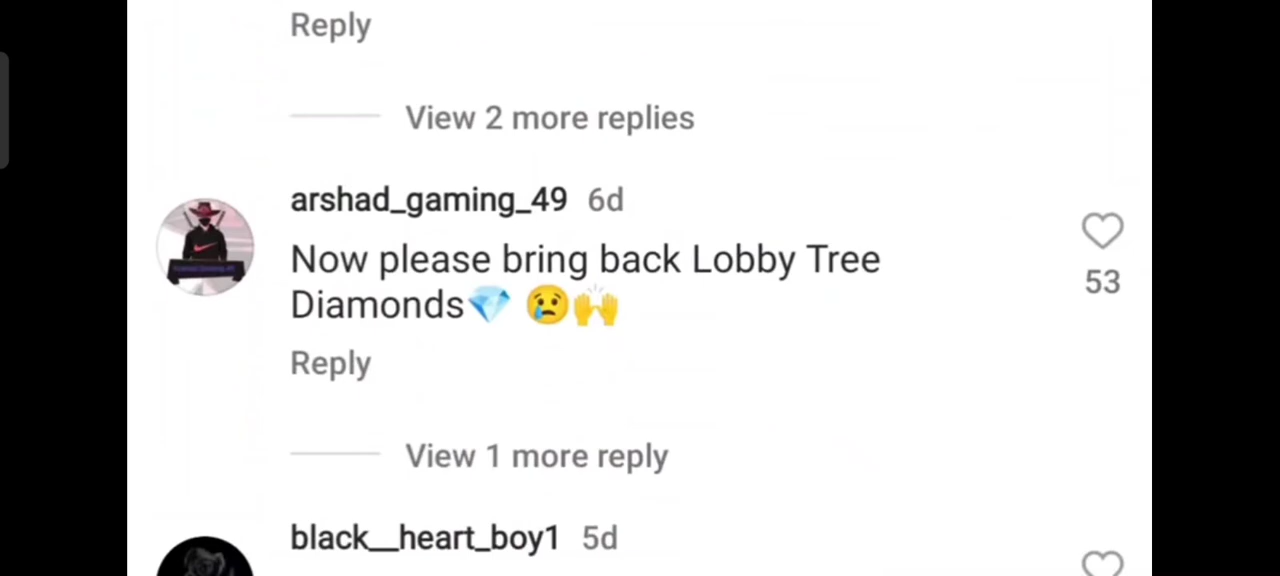 Reply
View 2 more replies
arshad_gaming_49 6d
Now please bring back Lobby Tree
Diamonds💎 😢🙌
53
Reply
View 1 more reply
black__heart_boy1 5d